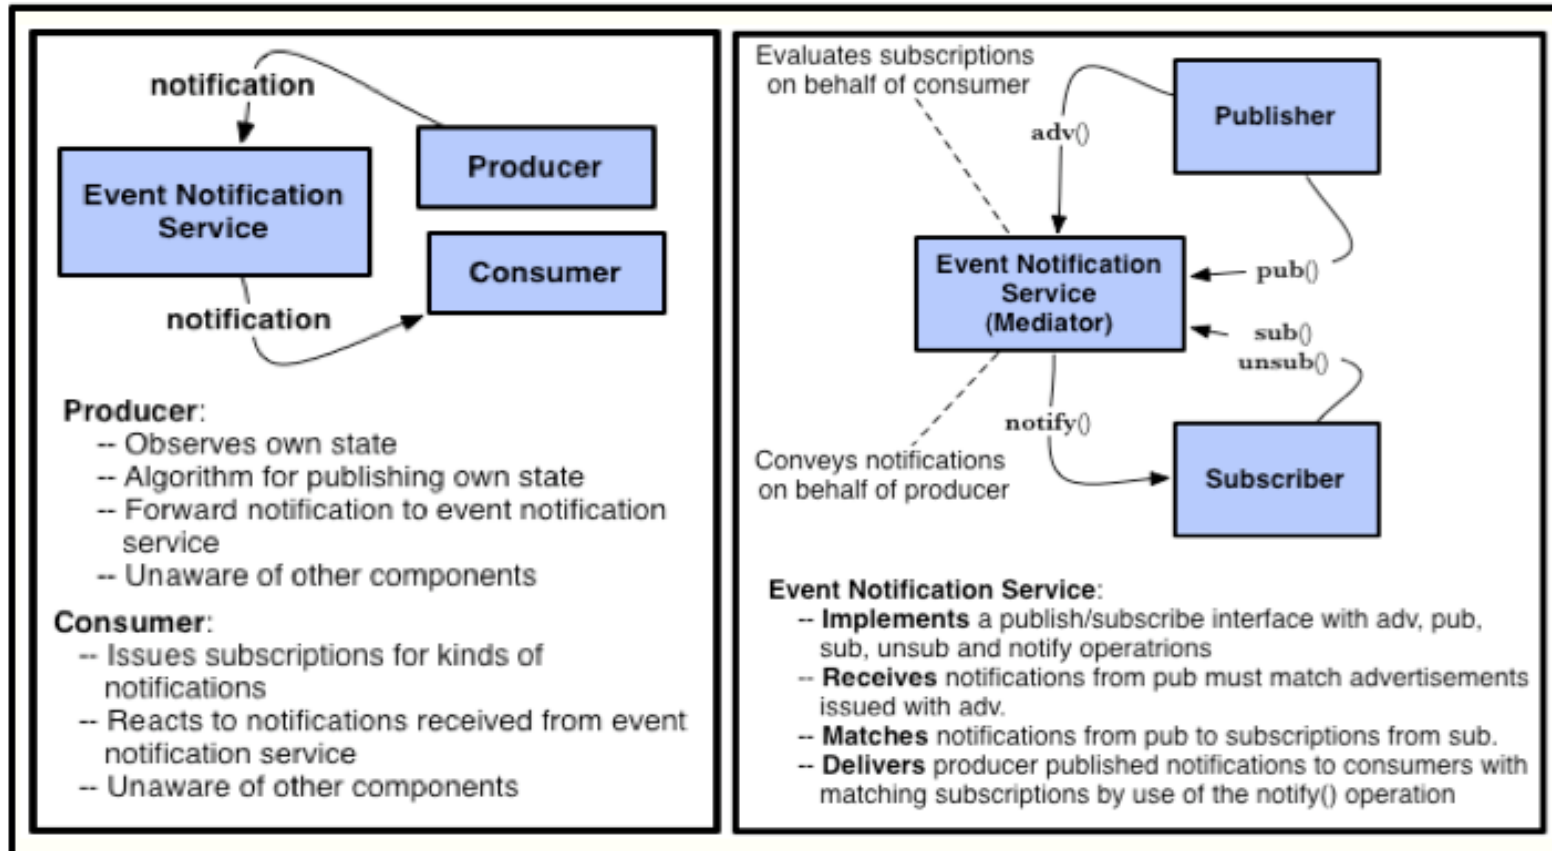 notification
Producer
Event Notification
Service
Consumer
notification
Producer:
-- Observes own state
-- Algorithm for publishing own state
-- Forward notification to event notification
service
-- Unaware of other components
Consumer:
-- Issues subscriptions for kinds of
notifications
-- Reacts to notifications received from event
notification service
-- Unaware of other components
Evaluates subscriptions
on behalf of consumer
Publisher
adv()
Event Notification
Service
(Mediator)
pub()
sub()
unsub()
notify()
Conveys notifications
on behalf of producer
Subscriber
Event Notification Service:
-- Implements a publish/subscribe interface with adv, pub,
sub, unsub and notify operatrions
-- Receives notifications from pub must match advertisements
issued with adv.
-- Matches notifications from pub to subscriptions from sub.
-- Delivers producer published notifications to consumers with
matching subscriptions by use of the notify() operation